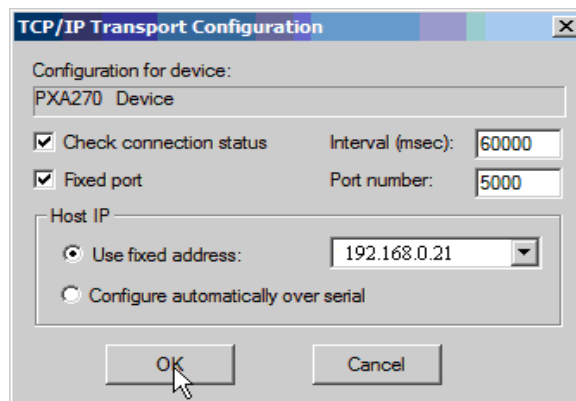 TCP/IP Transport Configuration
Configuration for device:
PXA270 Device
Check connection status Interval (msec): 60000
Fixed port Port number: 5000
Host IP
Use fixed address: 192.168.0.21
Configure automatically over serial
OK Cancel